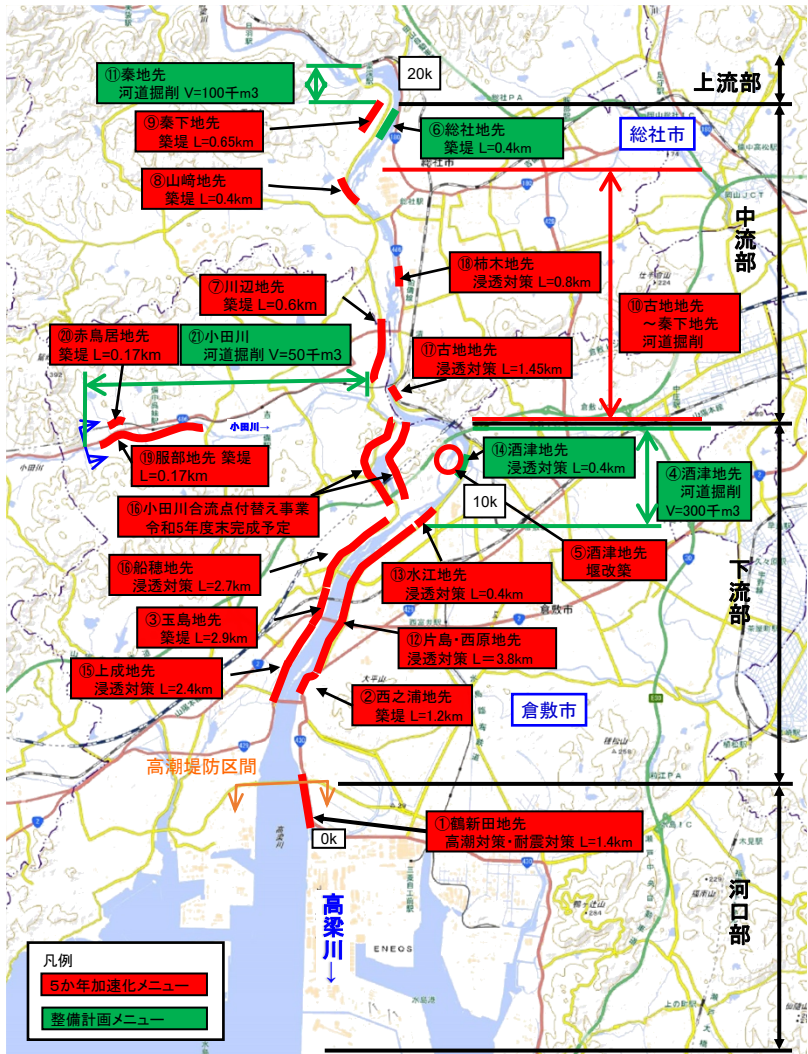 ⑪秦地先
河道掘削 V=100千m3
20k
上流部
⑨秦下地先
築堤 L=0.65km
⑥総社地先
築堤 L=0.4km
総社市
⑧山﨑地先
築堤 L=0.4km
中流部
⑱柿木地先
浸透対策 L=0.8km
⑦川辺地先
築堤 L=0.6km
⑩古地地先
~秦下地先
河道掘削
⑳赤鳥居地先
築堤 L=0.17km
㉑小田川
河道掘削 V=50千m3
⑰古地地先
浸透対策 L=1.45km
小田川→
小田川
⑲服部地先 築堤
L=0.17km
⑭酒津地先
浸透対策 L=0.4km
④酒津地先
河道掘削
V=300千m3
10k
⑯小田川合流点付替え事業
令和5年度末完成予定
⑤酒津地先
堰改築
⑯船穂地先
浸透対策 L=2.7km
⑬水江地先
浸透対策 L=0.4km
下流部
倉敷市
③玉島地先
築堤 L=2.9km
⑫片島・西原地先
浸透対策 L=3.8km
⑮上成地先
浸透対策 L=2.4km
②西之浦地先
築堤 L=1.2km
倉敷市
高潮堤防区間
①鶴新田地先
高潮対策・耐震対策 L=1.4km
0k
高梁川
河口部
高梁川→
ENEOS
水島港
凡例
5か年加速化メニュー
整備計画メニュー